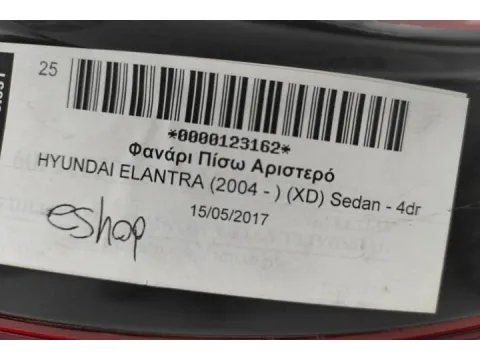 25
*0000123162*
Φανάρι Πίσω Αριστερό
HYUNDAI ELANTRA (2004 - ) (XD) Sedan - 4dr
15/05/2017
eshop